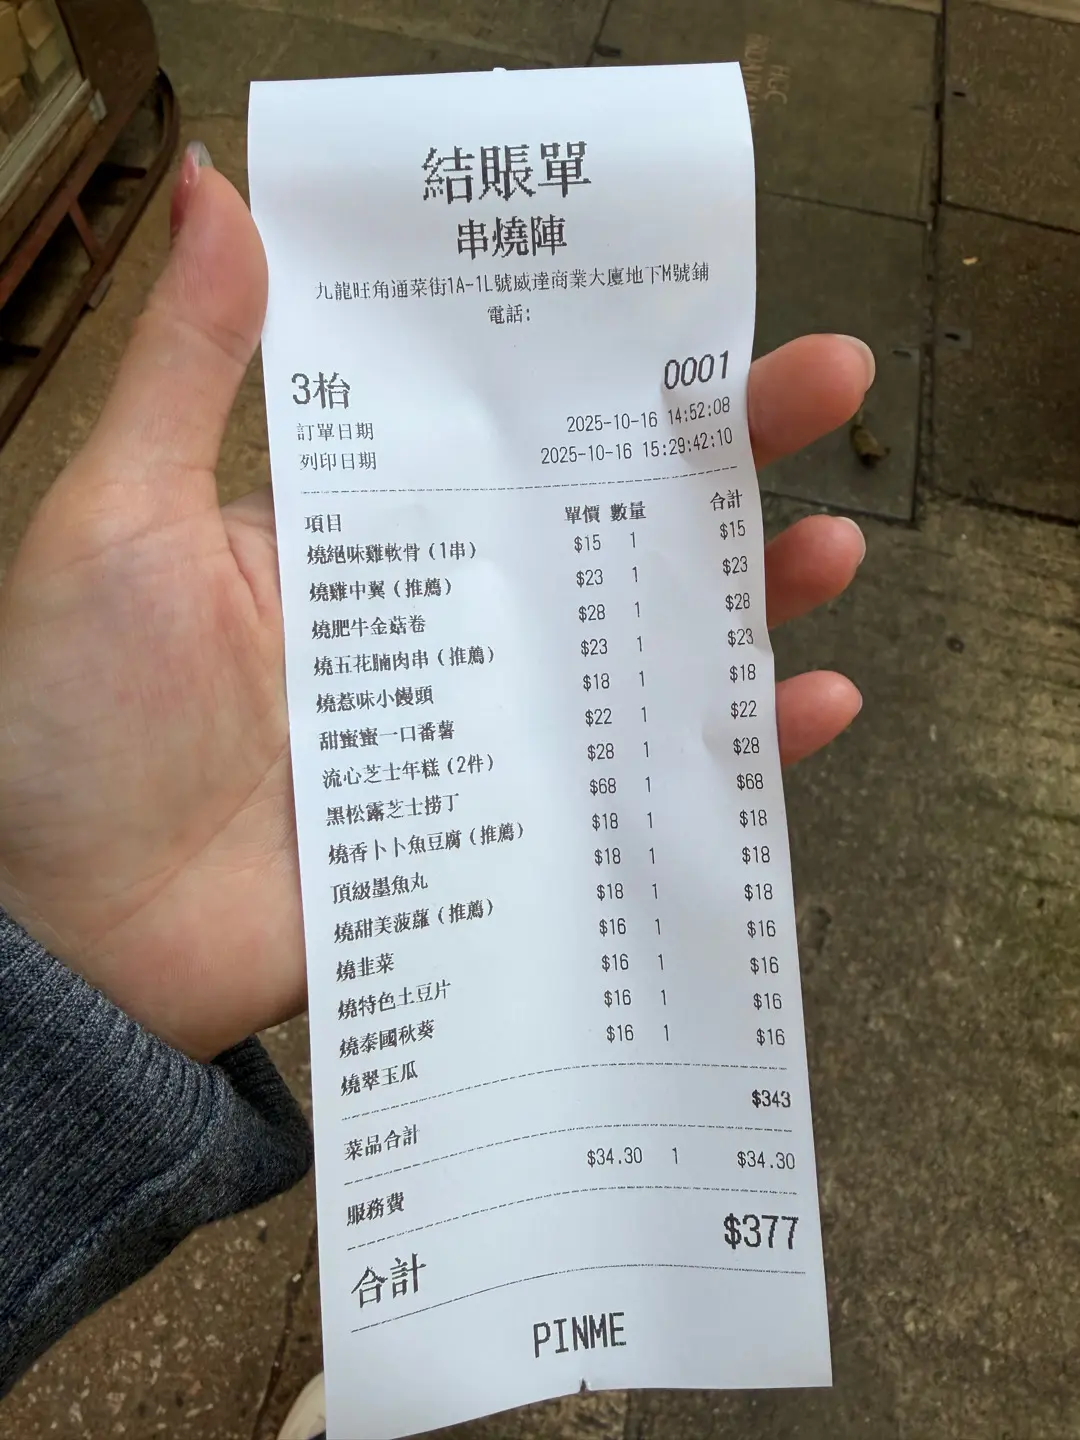 結賬單
串燒陣
九龍旺角通菜街1A-1L號威達商業大廈地下M號鋪
電話:
3枱 0001
訂單日期 2025-10-16 14:52:08
列印日期 2025-10-16 15:29:42:10
項目 單價 數量 合計
燒絕味雞軟骨(1串) $15 1 $15
燒雞中翼(推薦) $23 1 $23
燒肥牛金菇卷 $28 1 $28
燒五花腩肉串(推薦) $23 1 $23
燒惹味小饅頭 $18 1 $18
甜蜜蜜一口番薯 $22 1 $22
流心芝士年糕(2件) $28 1 $28
黑松露芝士撈丁 $68 1 $68
燒香卜卜魚豆腐(推薦) $18 1 $18
頂級墨魚丸 $18 1 $18
燒甜美菠蘿(推薦) $18 1 $18
燒韭菜 $16 1 $16
燒特色土豆片 $16 1 $16
燒泰國秋葵 $16 1 $16
燒翠玉瓜 $16 1 $16
菜品合計 $343
服務費 $34.30 1 $34.30
合計 $377
PINME